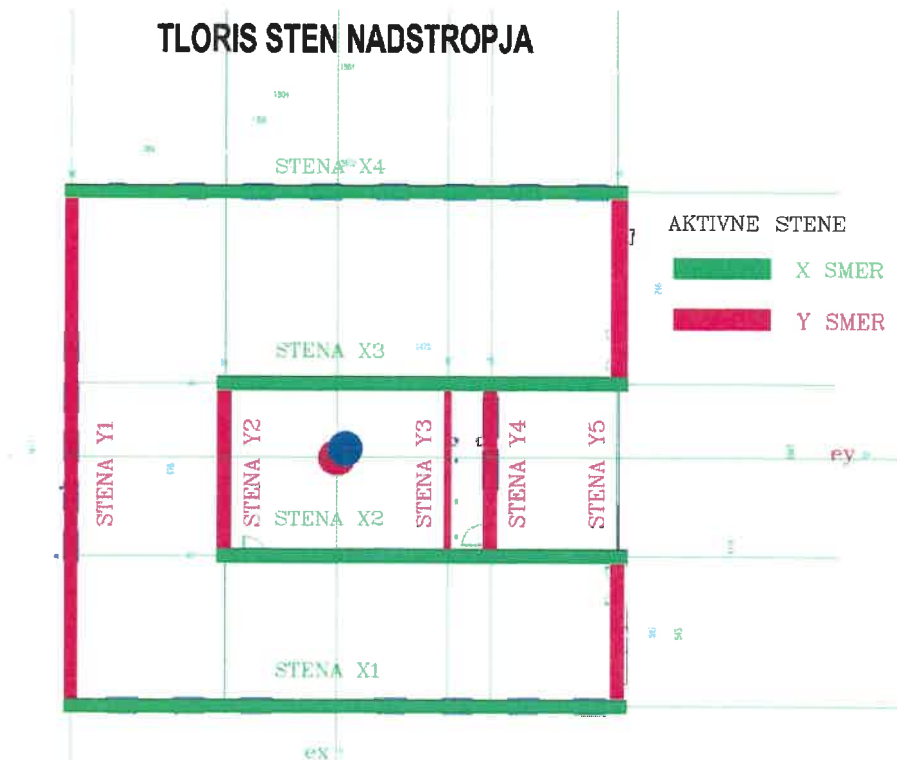 TLORIS STEN NADSTROPJA
STENA X4
AKTIVNE STENE
X SMER
Y SMER
STENA X3
STENA Y1
STENA Y2
STENA Y3
STENA Y4
STENA Y5
ey
STENA X2
STENA X1
ex